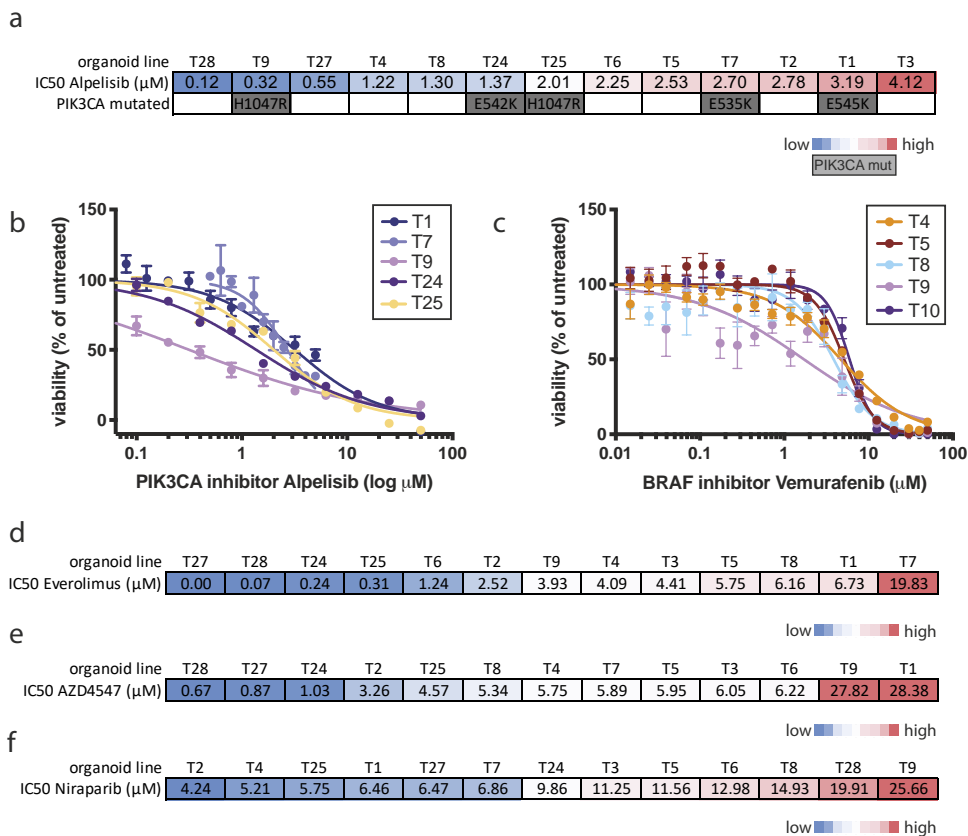 a
organoid line T28 T9 T27 T4 T8 T24 T25 T6 T5 T7 T2 T1 T3
IC50 Alpelisib (μM) 0.12 0.32 0.55 1.22 1.30 1.37 2.01 2.25 2.53 2.70 2.78 3.19 4.12
PIK3CA mutated H1047R E542K H1047R E535K E545K
low high
PIK3CA mut
b
150
100
50
0
viability (% of untreated)
0.1 1 10 100
PIK3CA inhibitor Alpelisib (log μM)
T1
T7
T9
T24
T25
c
150
100
50
0
viability (% of untreated)
0.01 0.1 1 10 100
BRAF inhibitor Vemurafenib (μM)
T4
T5
T8
T9
T10
d
organoid line T27 T28 T24 T25 T6 T2 T9 T4 T3 T5 T8 T1 T7
IC50 Everolimus (μM) 0.00 0.07 0.24 0.31 1.24 2.52 3.93 4.09 4.41 5.75 6.16 6.73 19.83
low high
e
organoid line T28 T27 T24 T2 T25 T8 T4 T7 T5 T3 T6 T9 T1
IC50 AZD4547 (μM) 0.67 0.87 1.03 3.26 4.57 5.34 5.75 5.89 5.95 6.05 6.22 27.82 28.38
low high
f
organoid line T2 T4 T25 T1 T27 T7 T24 T3 T5 T6 T8 T28 T9
IC50 Niraparib (μM) 4.24 5.21 5.75 6.46 6.47 6.86 9.86 11.25 11.56 12.98 14.93 19.91 25.66
low high